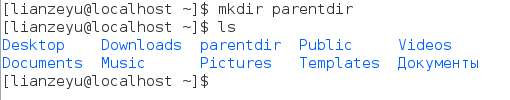 [lianzeyu@localhost ~]$ mkdir parentdir
[lianzeyu@localhost ~]$ ls
Desktop    Downloads  parentdir  Public     Videos
Documents  Music      Pictures   Templates  Документы
[lianzeyu@localhost ~]$